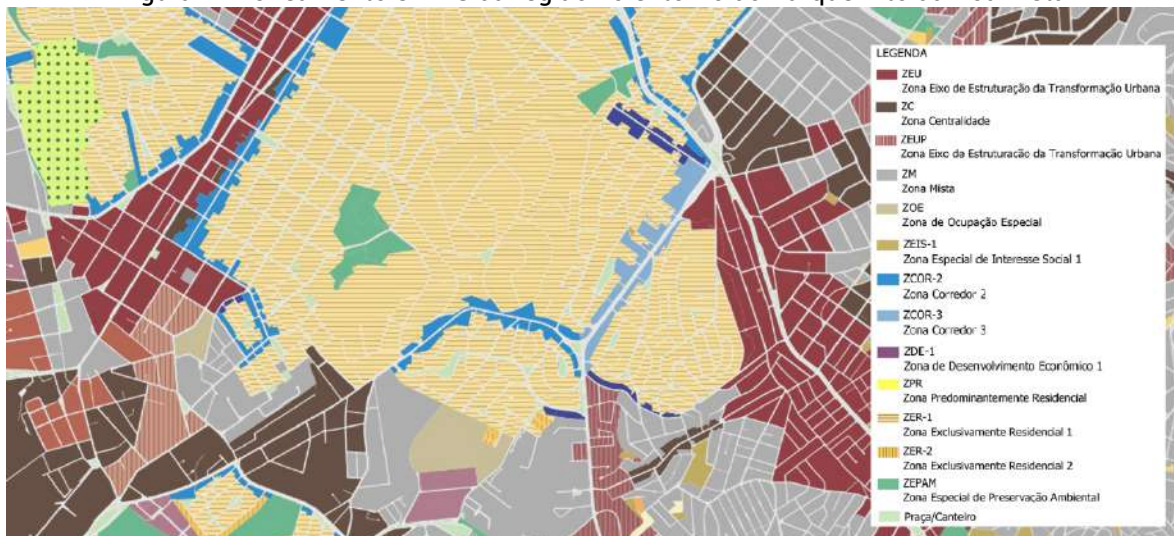 LEGENDA
ZEU
Zona Eixo de Estruturação da Transformação Urbana
ZC
Zona Centralidade
ZEUP
Zona Eixo de Estruturacão da Transformação Urbana
ZM
Zona Mista
ZOE
Zona de Ocupação Especial
ZEIS-1
Zona Especial de Interesse Social 1
ZCOR-2
Zona Corredor 2
ZCOR-3
Zona Corredor 3
ZDE-1
Zona de Desenvolvimento Econômico 1
ZPR
Zona Predominantemente Residencial
ZER-1
Zona Exclusivamente Residencial 1
ZER-2
Zona Exclusivamente Residencial 2
ZEPAM
Zona Especial de Preservação Ambiental
Praça/Canteiro